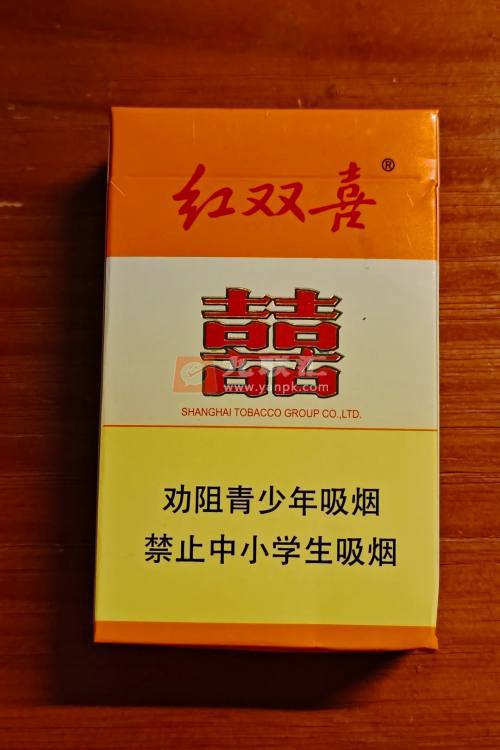 红双喜®
囍
www.yanpk.com
SHANGHAI TOBACCO GROUP CO.,LTD.
劝阻青少年吸烟
禁止中小学生吸烟